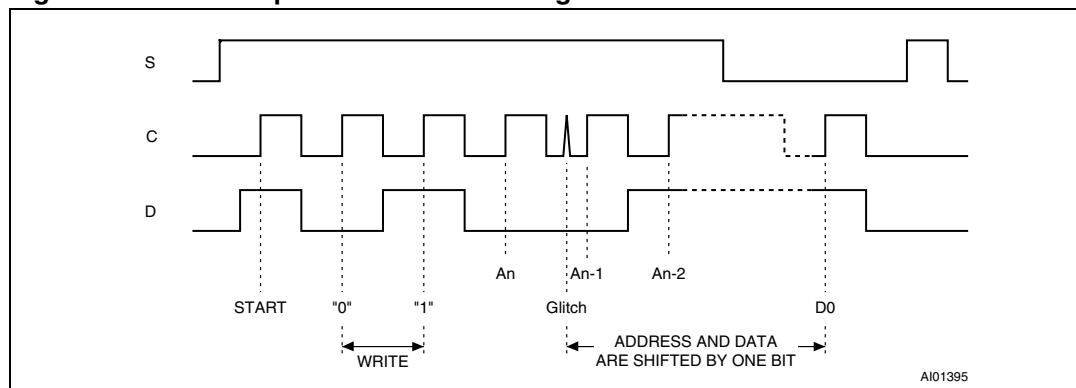 S
C
D
An
An-1
An-2
START
"0"
"1"
Glitch
D0
WRITE
ADDRESS AND DATA
ARE SHIFTED BY ONE BIT
AI01395